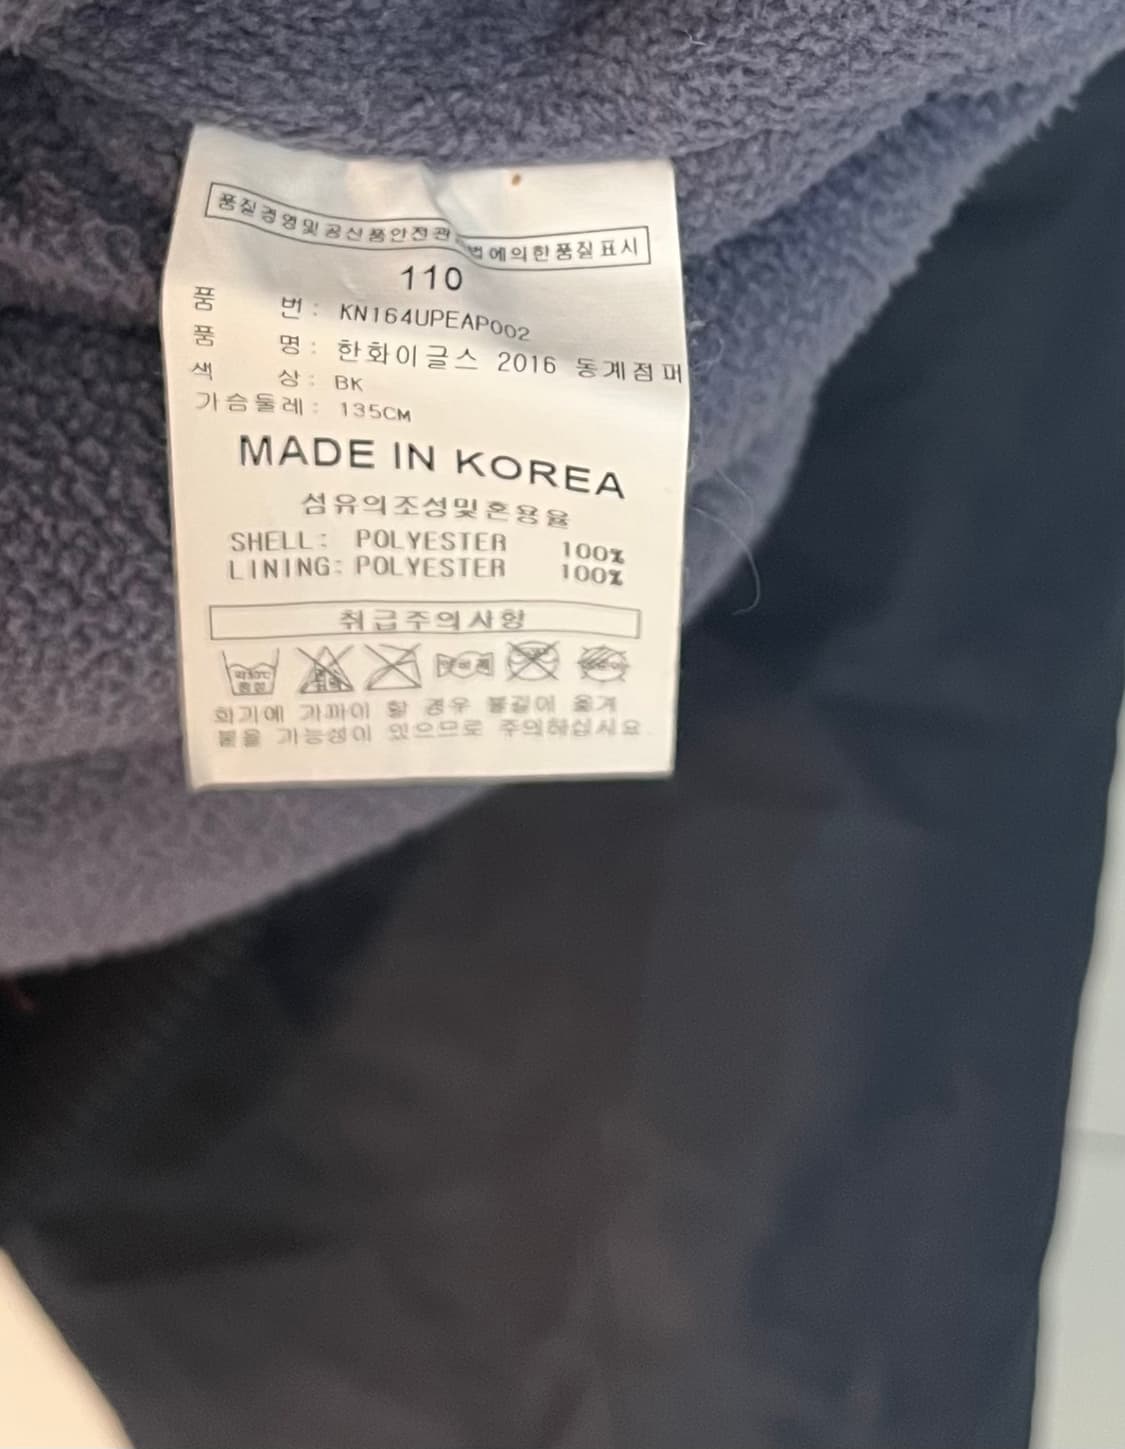 품질경영및공산품안전관 법에의한품질표시
110
품 번: KN164UPEAP002
품 명: 한화이글스 2016 동계점퍼
색 상: BK
가슴둘레: 135CM
MADE IN KOREA
섬유의조성및혼용율
SHELL: POLYESTER 100%
LINING: POLYESTER 100%
취급주의사항
약30℃ 중성
화기에 가까이 할 경우 불길이 옮겨
붙을 가능성이 있으므로 주의하십시요.